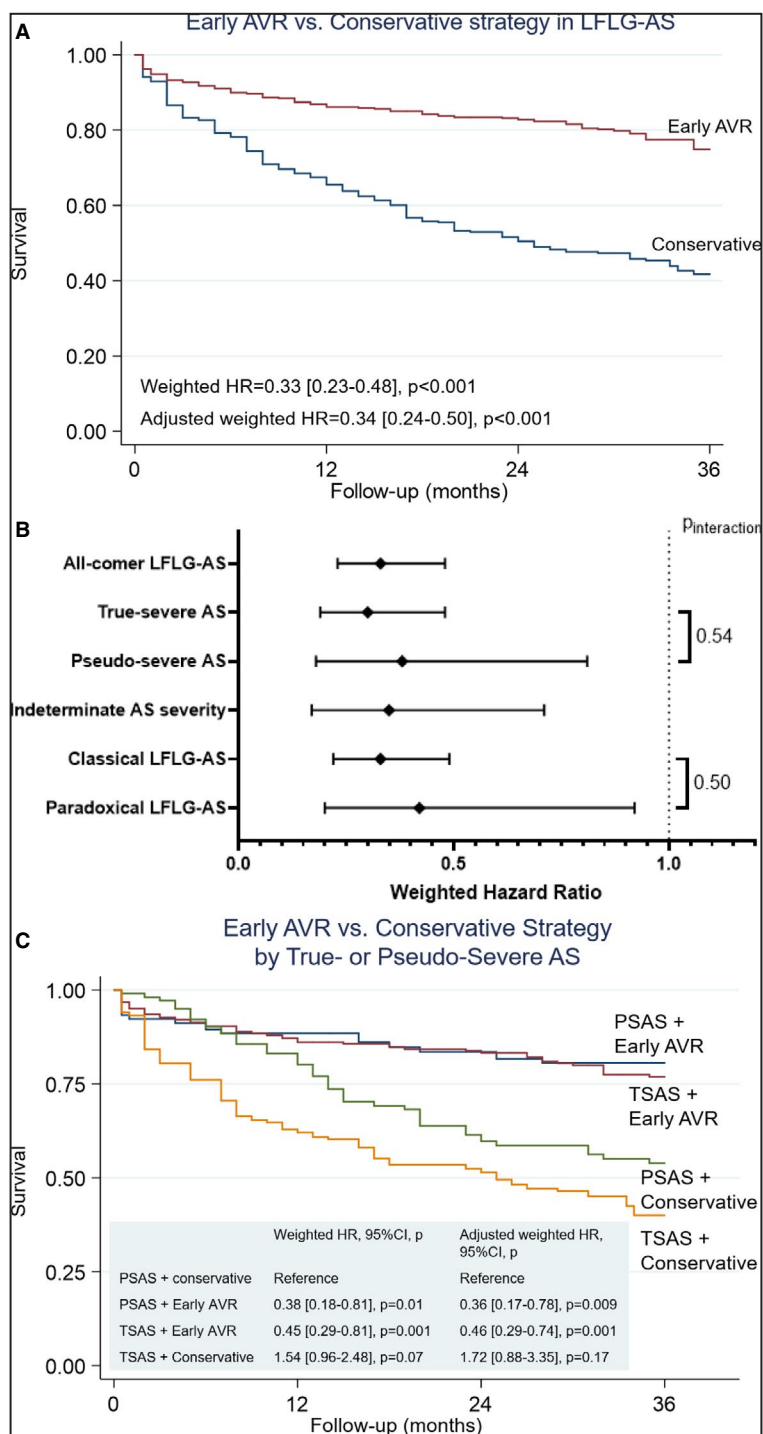 A
Early AVR vs. Conservative strategy in LFLG-AS
1.00
0.80
0.60
0.40
0.20
0.00
Survival
Early AVR
Conservative
Weighted HR=0.33 [0.23-0.48], p<0.001
Adjusted weighted HR=0.34 [0.24-0.50], p<0.001
0 12 24 36
Follow-up (months)
B
pinteraction
All-comer LFLG-AS
True-severe AS
0.54
Pseudo-severe AS
Indeterminate AS severity
Classical LFLG-AS
0.50
Paradoxical LFLG-AS
0.0 0.5 1.0
Weighted Hazard Ratio
C
Early AVR vs. Conservative Strategy
by True- or Pseudo-Severe AS
1.00
0.75
0.50
0.25
0.00
Survival
PSAS +
Early AVR
TSAS +
Early AVR
PSAS +
Conservative
TSAS +
Conservative
Weighted HR, 95%CI, p Adjusted weighted HR,
95%CI, p
PSAS + conservative Reference Reference
PSAS + Early AVR 0.38 [0.18-0.81], p=0.01 0.36 [0.17-0.78], p=0.009
TSAS + Early AVR 0.45 [0.29-0.81], p=0.001 0.46 [0.29-0.74], p=0.001
TSAS + Conservative 1.54 [0.96-2.48], p=0.07 1.72 [0.88-3.35], p=0.17
0 12 24 36
Follow-up (months)